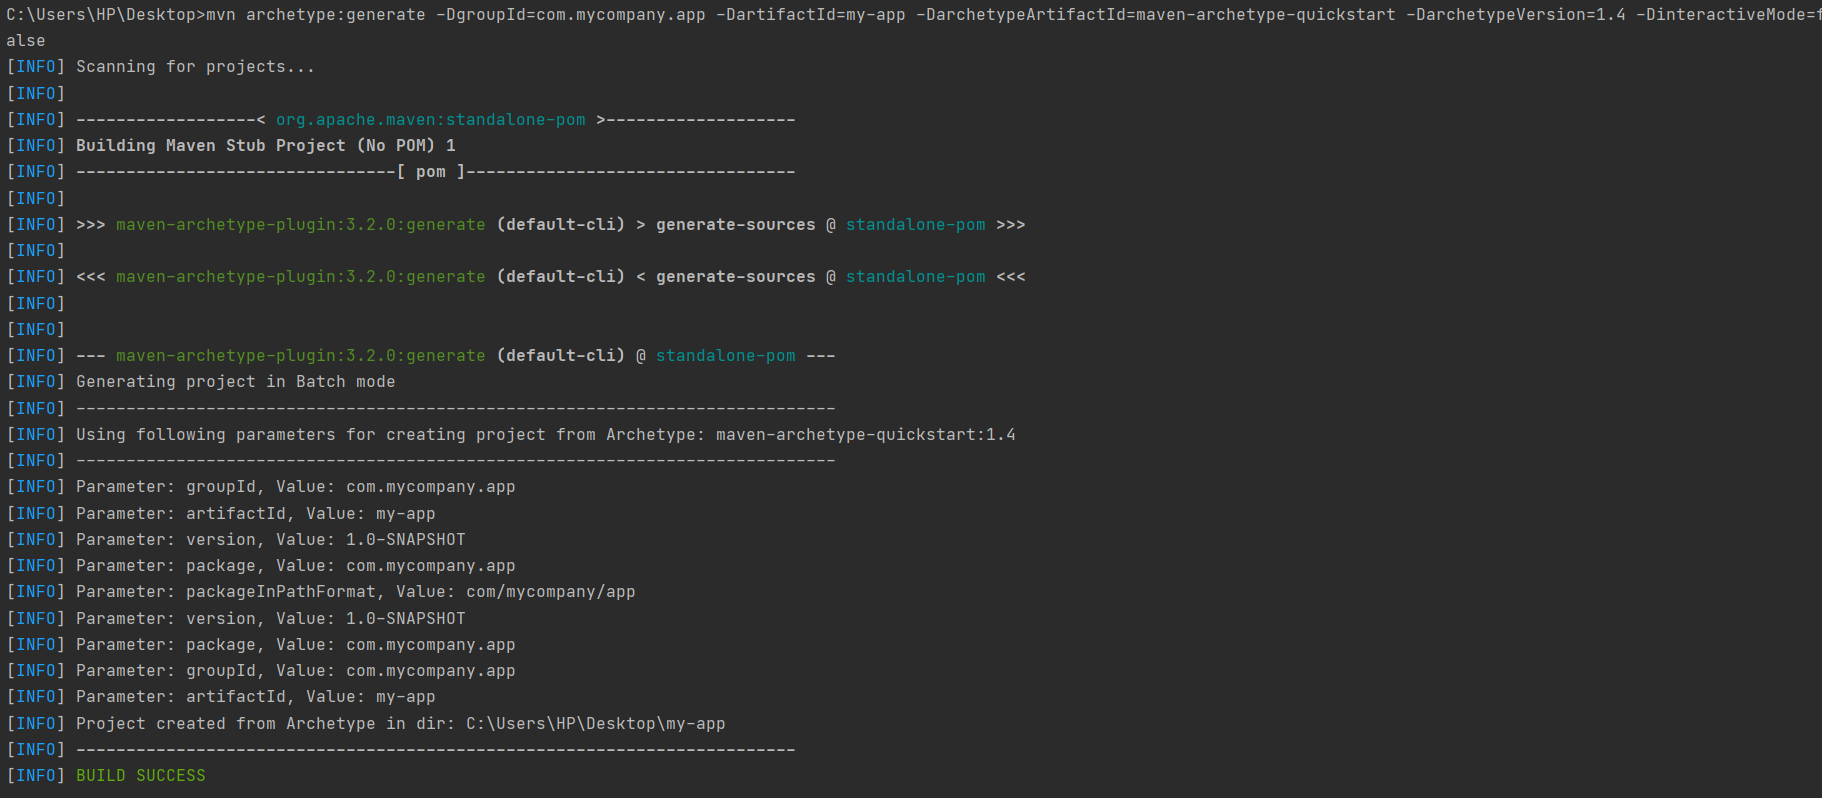 C:\Users\HP\Desktop>mvn archetype:generate -DgroupId=com.mycompany.app -DartifactId=my-app -DarchetypeArtifactId=maven-archetype-quickstart -DarchetypeVersion=1.4 -DinteractiveMode=f
alse
[INFO] Scanning for projects...
[INFO]
[INFO] ------------------< org.apache.maven:standalone-pom >-------------------
[INFO] Building Maven Stub Project (No POM) 1
[INFO] --------------------------------[ pom ]---------------------------------
[INFO]
[INFO] >>> maven-archetype-plugin:3.2.0:generate (default-cli) > generate-sources @ standalone-pom >>>
[INFO]
[INFO] <<< maven-archetype-plugin:3.2.0:generate (default-cli) < generate-sources @ standalone-pom <<<
[INFO]
[INFO]
[INFO] --- maven-archetype-plugin:3.2.0:generate (default-cli) @ standalone-pom ---
[INFO] Generating project in Batch mode
[INFO] ----------------------------------------------------------------------------
[INFO] Using following parameters for creating project from Archetype: maven-archetype-quickstart:1.4
[INFO] ----------------------------------------------------------------------------
[INFO] Parameter: groupId, Value: com.mycompany.app
[INFO] Parameter: artifactId, Value: my-app
[INFO] Parameter: version, Value: 1.0-SNAPSHOT
[INFO] Parameter: package, Value: com.mycompany.app
[INFO] Parameter: packageInPathFormat, Value: com/mycompany/app
[INFO] Parameter: version, Value: 1.0-SNAPSHOT
[INFO] Parameter: package, Value: com.mycompany.app
[INFO] Parameter: groupId, Value: com.mycompany.app
[INFO] Parameter: artifactId, Value: my-app
[INFO] Project created from Archetype in dir: C:\Users\HP\Desktop\my-app
[INFO] ------------------------------------------------------------------------
[INFO] BUILD SUCCESS